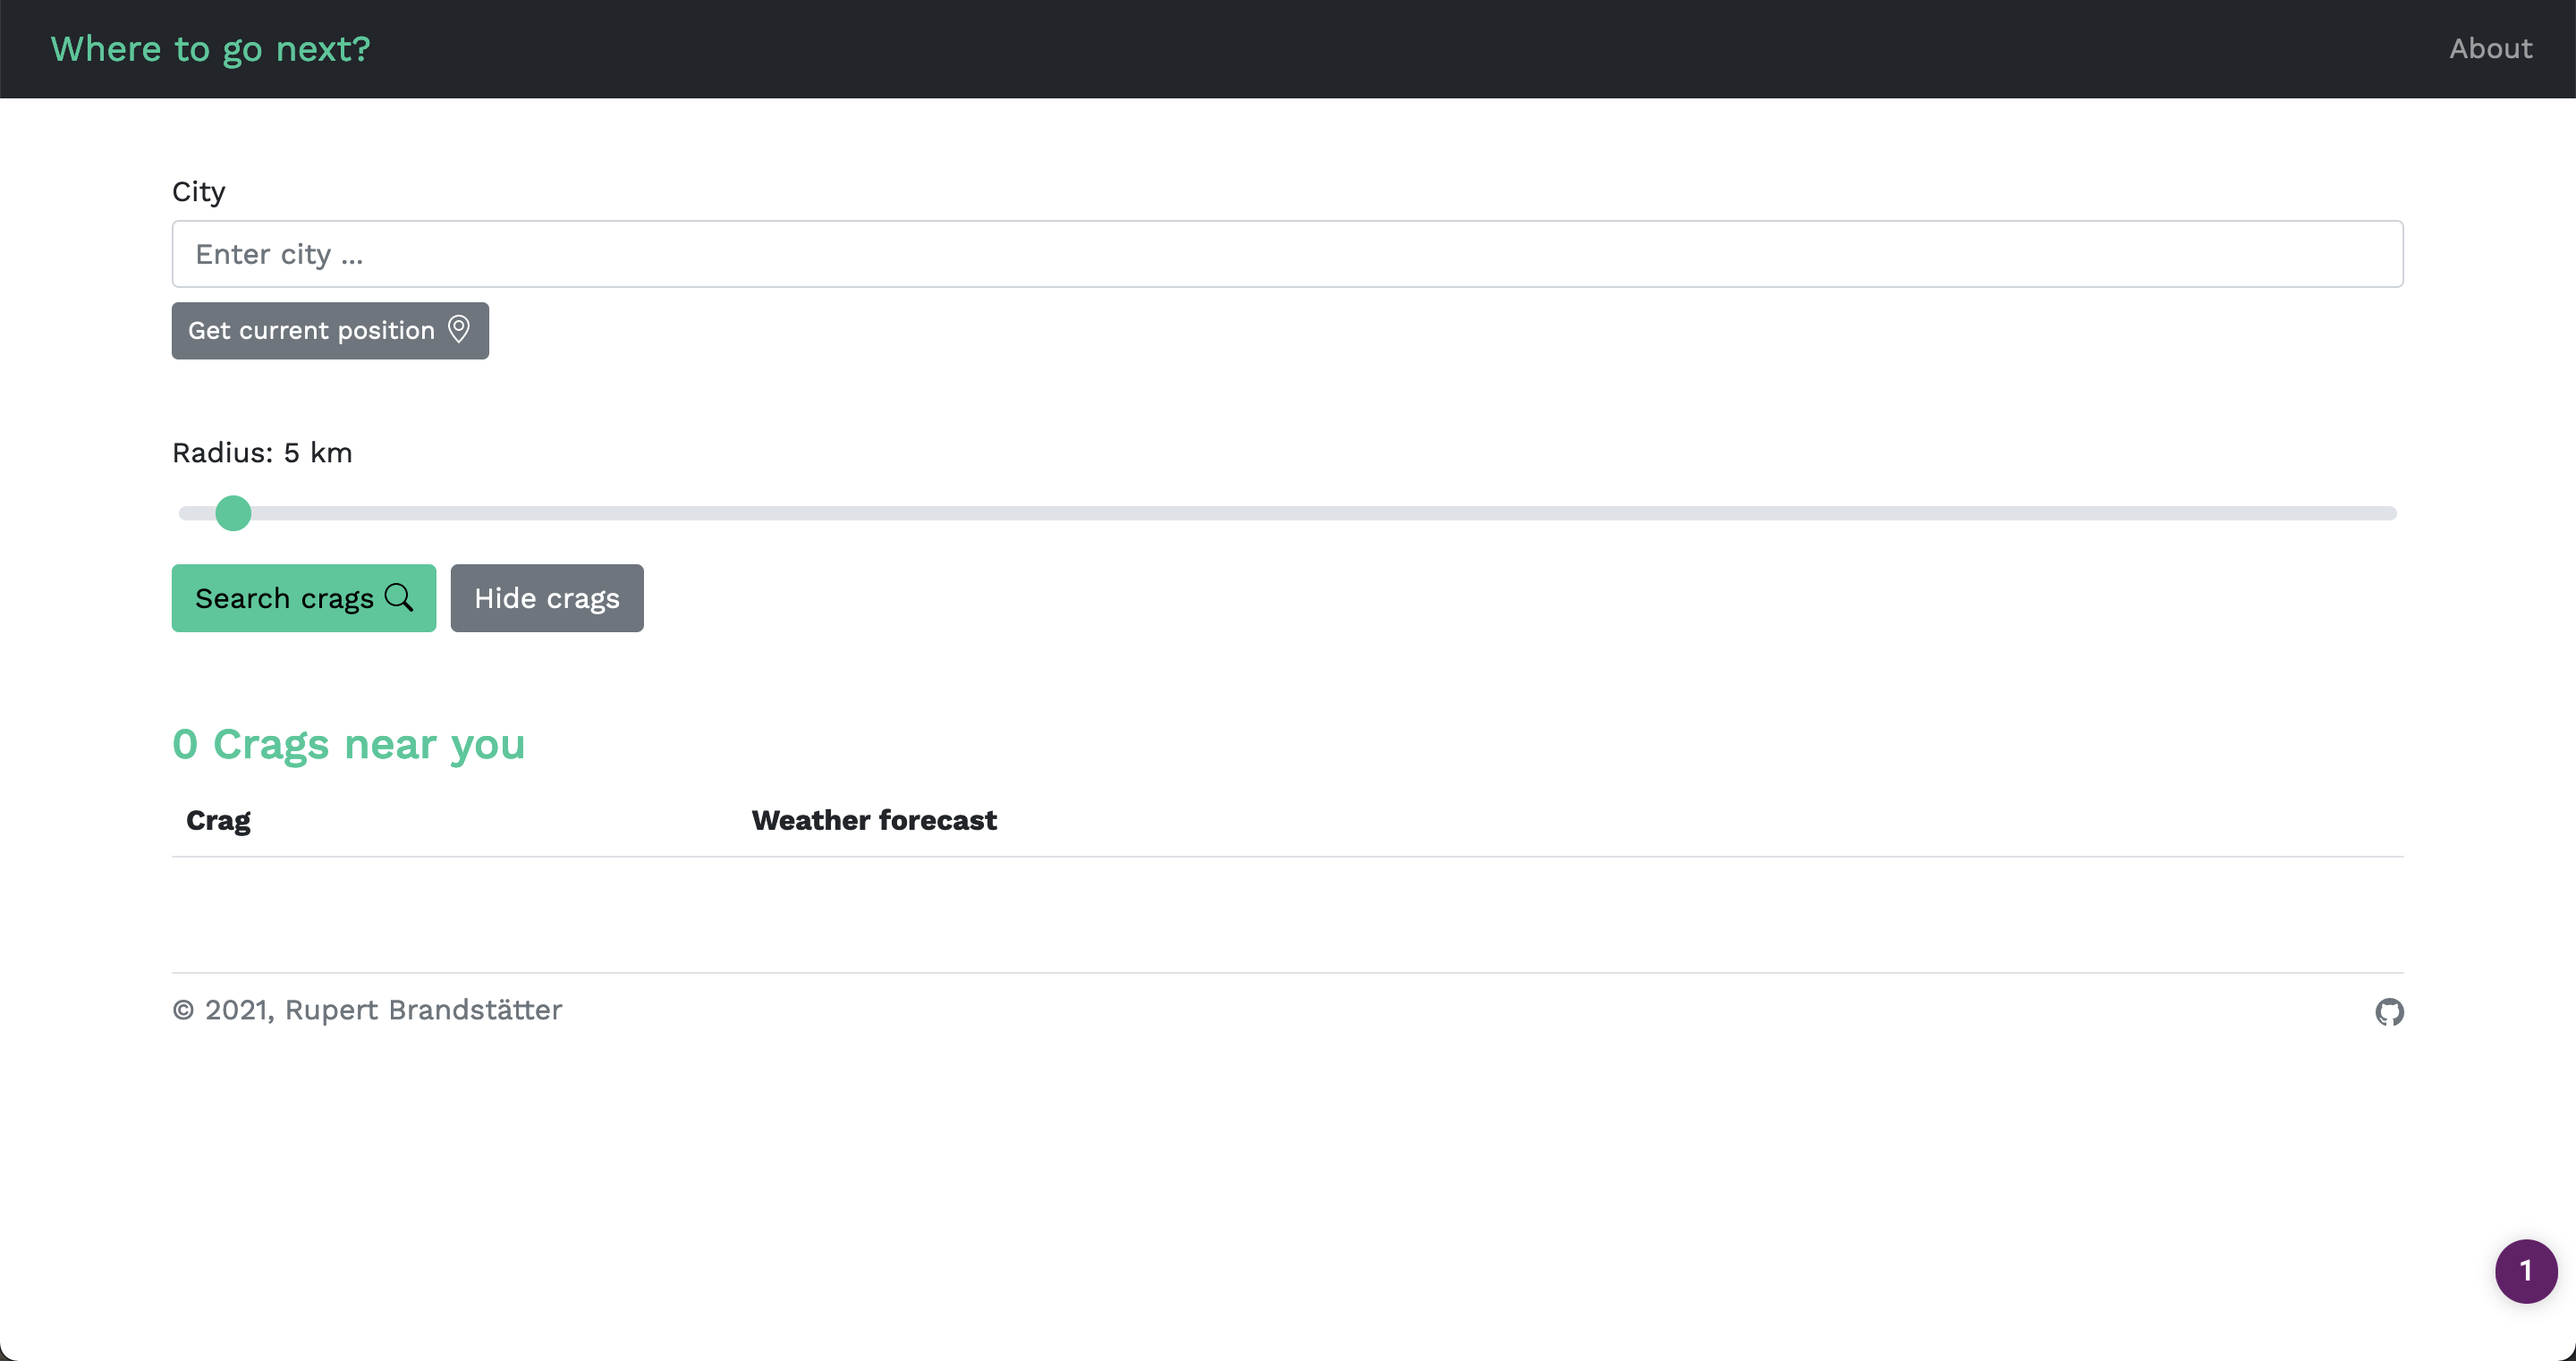 Where to go next?
About
City
Enter city ...
Get current position
Radius: 5 km
Search crags
Hide crags
0 Crags near you
Crag
Weather forecast
© 2021, Rupert Brandstätter
1